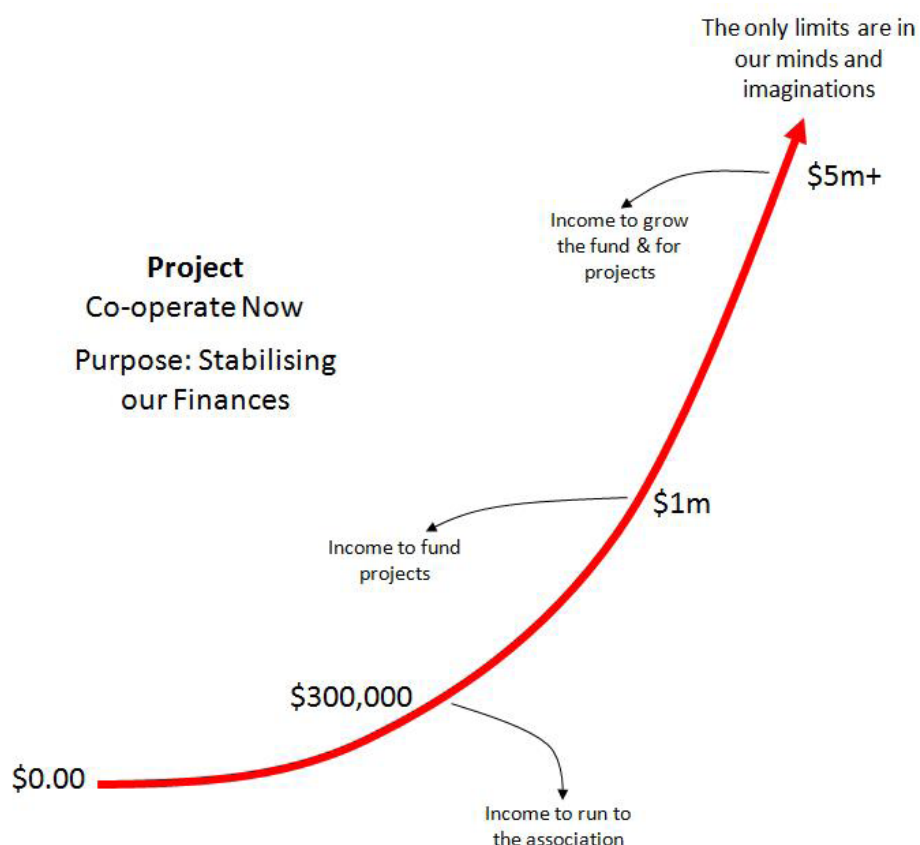 The only limits are in
our minds and
imaginations
$5m+
Income to grow
the fund & for
projects
Project
Co-operate Now
Purpose: Stabilising
our Finances
$1m
Income to fund
projects
$300,000
$0.00
Income to run to
the association